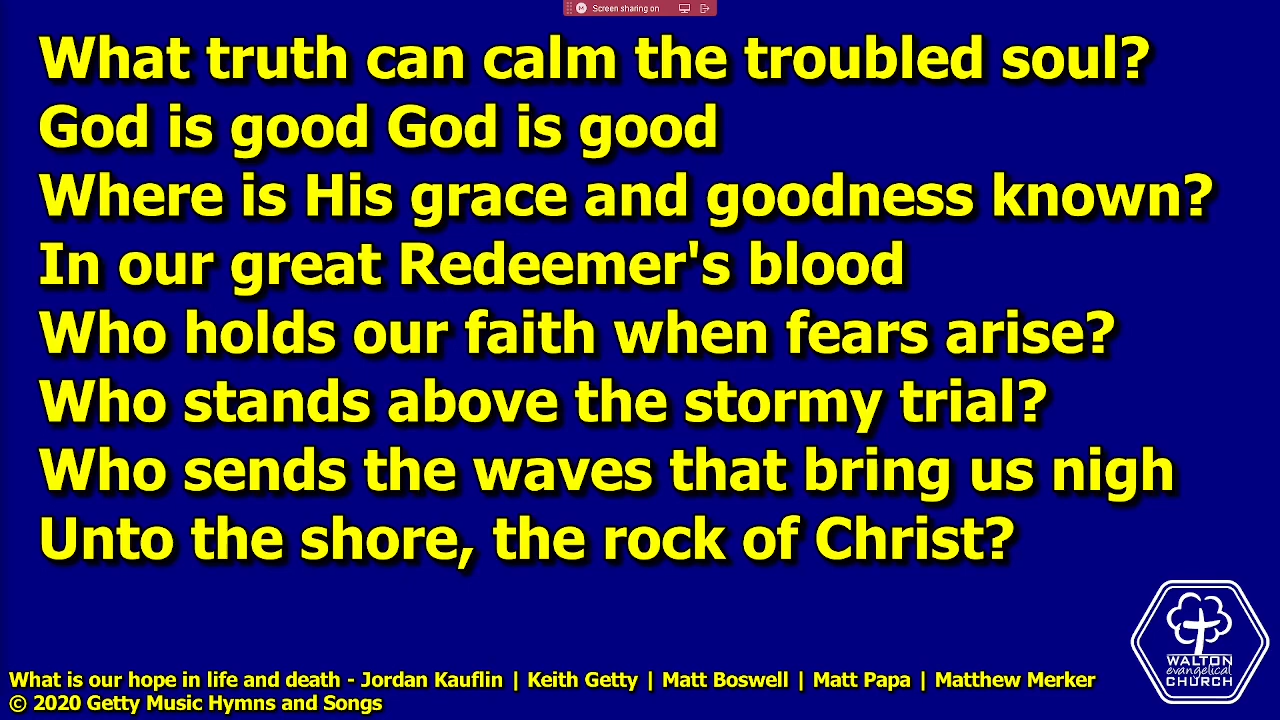 Screen sharing on
What truth can calm the troubled soul?
God is good God is good
Where is His grace and goodness known?
In our great Redeemer's blood
Who holds our faith when fears arise?
Who stands above the stormy trial?
Who sends the waves that bring us nigh
Unto the shore, the rock of Christ?
WALTON
evangelical
CHURCH
What is our hope in life and death - Jordan Kauflin | Keith Getty | Matt Boswell | Matt Papa | Matthew Merker
© 2020 Getty Music Hymns and Songs